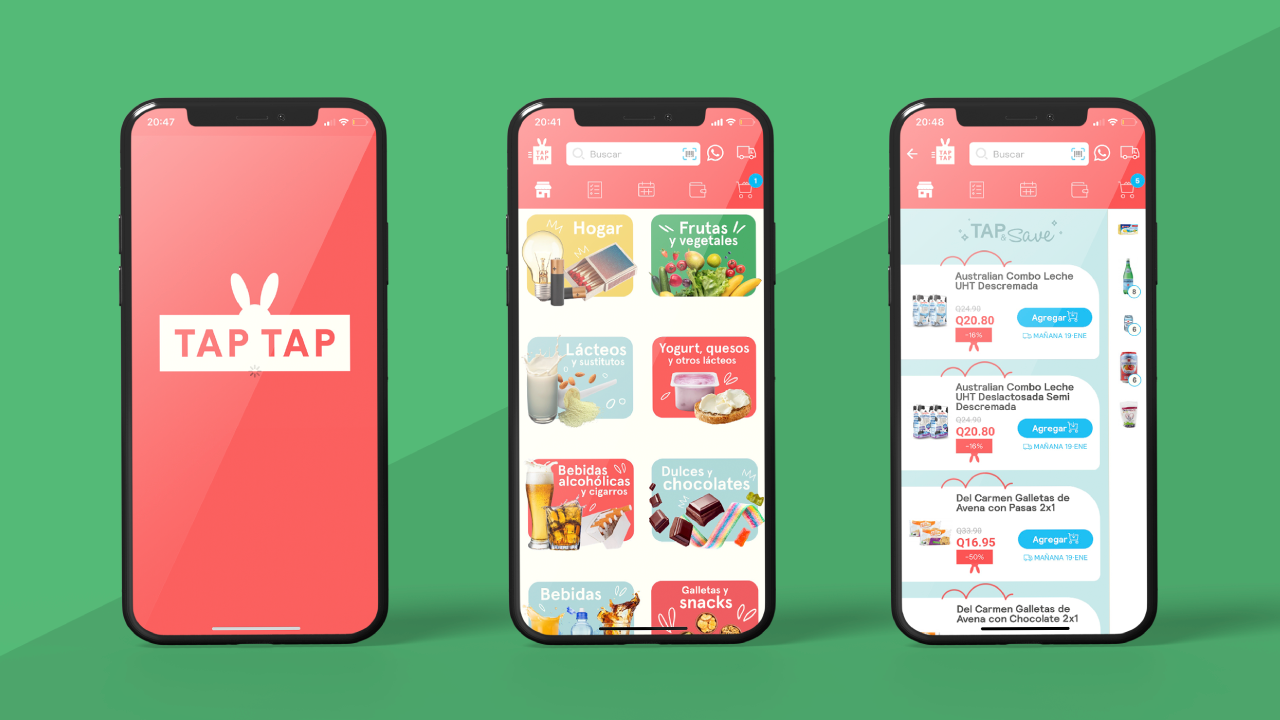 20:47
TAP TAP
20:41
TAP
TAP
Buscar
1
Hogar
Frutas
y vegetales
Lácteos
y sustitutos
Yogurt, quesos
y otros lácteos
Bebidas
alcohólicas
y cigarros
Dulces y
chocolates
Bebidas
Galletas y
snacks
20:48
TAP
TAP
Buscar
5
TAP & Save
Australian Combo Leche
UHT Descremada
Q24.90
Q20.80
Agregar
-16%
MAÑANA 19-ENE
Australian Combo Leche
UHT Deslactosada Semi
Descremada
Q24.90
Q20.80
Agregar
-16%
MAÑANA 19-ENE
Del Carmen Galletas de
Avena con Pasas 2x1
Q33.90
Q16.95
Agregar
-50%
MAÑANA 19-ENE
Del Carmen Galletas de
Avena con Chocolate 2x1
8
6
6